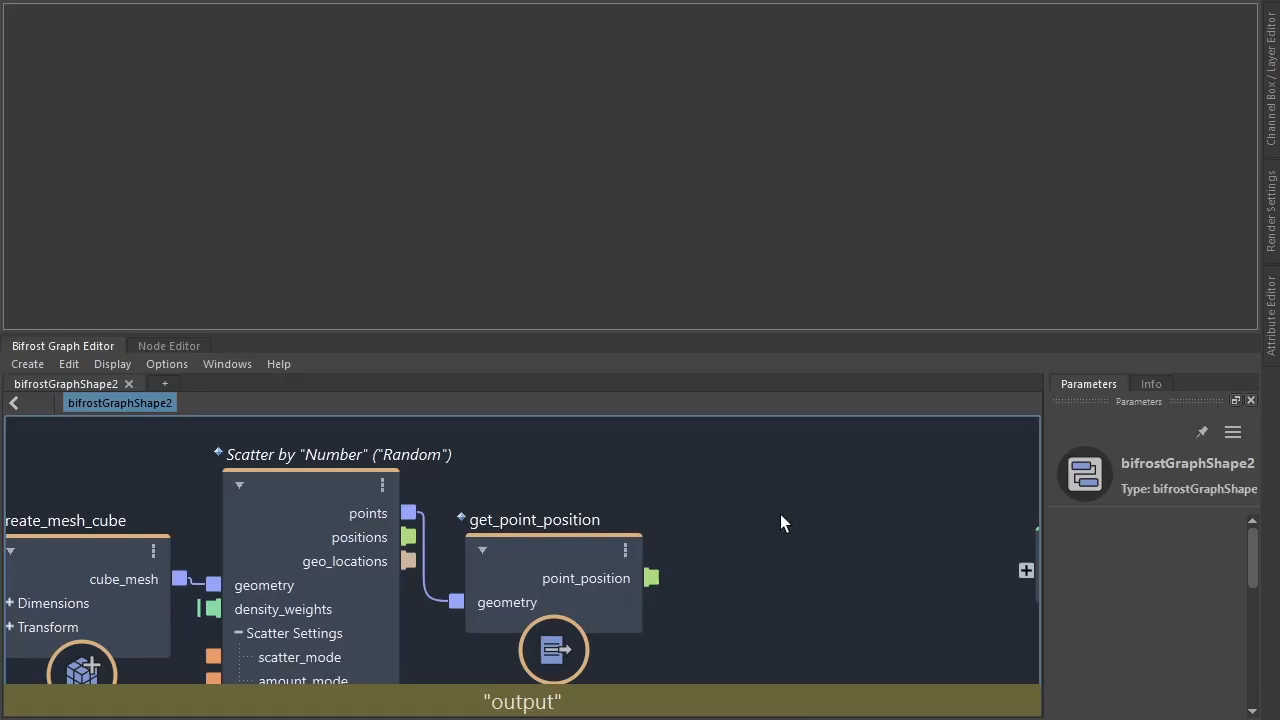 Channel Box / Layer Editor
Render Settings
Attribute Editor
Bifrost Graph Editor
Node Editor
Create
Edit
Display
Options
Windows
Help
bifrostGraphShape2
+
bifrostGraphShape2
Scatter by "Number" ("Random")
points
positions
geo_locations
geometry
density_weights
Scatter Settings
scatter_mode
amount_mode
reate_mesh_cube
cube_mesh
Dimensions
Transform
get_point_position
point_position
geometry
"output"
Parameters
Info
Parameters
bifrostGraphShape2
Type: bifrostGraphShape